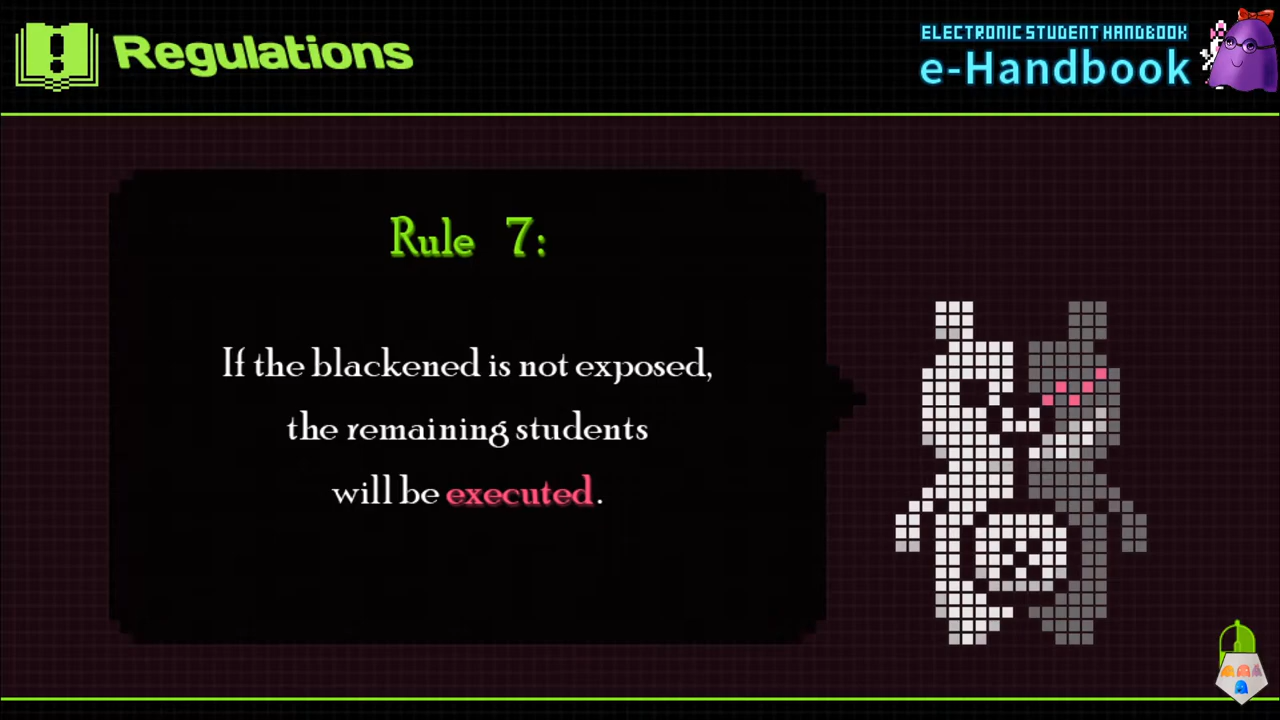 Regulations
ELECTRONIC STUDENT HANDBOOK
e-Handbook
Rule 7:
If the blackened is not exposed,
the remaining students
will be executed.